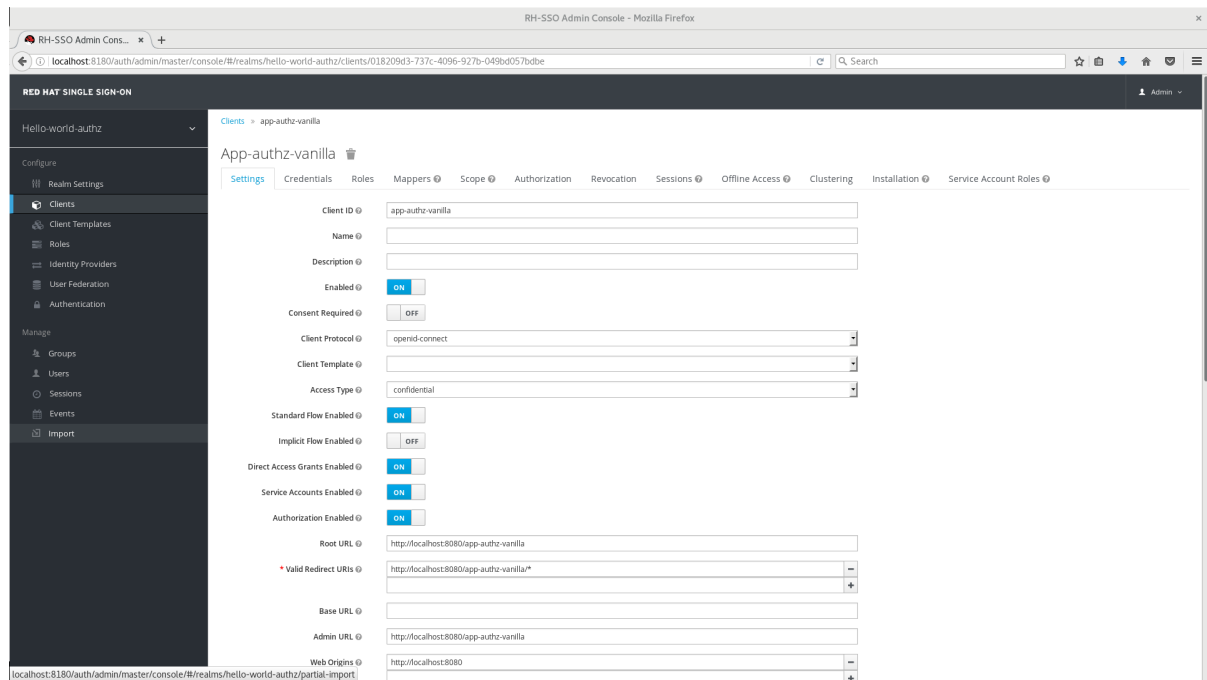 RH-SSO Admin Console - Mozilla Firefox
RH-SSO Admin Cons...
localhost:8180/auth/admin/master/console/#/realms/hello-world-authz/clients/018209d3-737c-4096-927b-049bd057bdbe
Search
RED HAT SINGLE SIGN-ON
Admin
Hello-world-authz
Configure
Realm Settings
Clients
Client Templates
Roles
Identity Providers
User Federation
Authentication
Manage
Groups
Users
Sessions
Events
Import
Clients » app-authz-vanilla
App-authz-vanilla
Settings Credentials Roles Mappers Scope Authorization Revocation Sessions Offline Access Clustering Installation Service Account Roles
Client ID app-authz-vanilla
Name
Description
Enabled ON
Consent Required OFF
Client Protocol openid-connect
Client Template
Access Type confidential
Standard Flow Enabled ON
Implicit Flow Enabled OFF
Direct Access Grants Enabled ON
Service Accounts Enabled ON
Authorization Enabled ON
Root URL http://localhost:8080/app-authz-vanilla
* Valid Redirect URIs http://localhost:8080/app-authz-vanilla/*
Base URL
Admin URL http://localhost:8080/app-authz-vanilla
Web Origins http://localhost:8080
localhost:8180/auth/admin/master/console/#/realms/hello-world-authz/partial-import